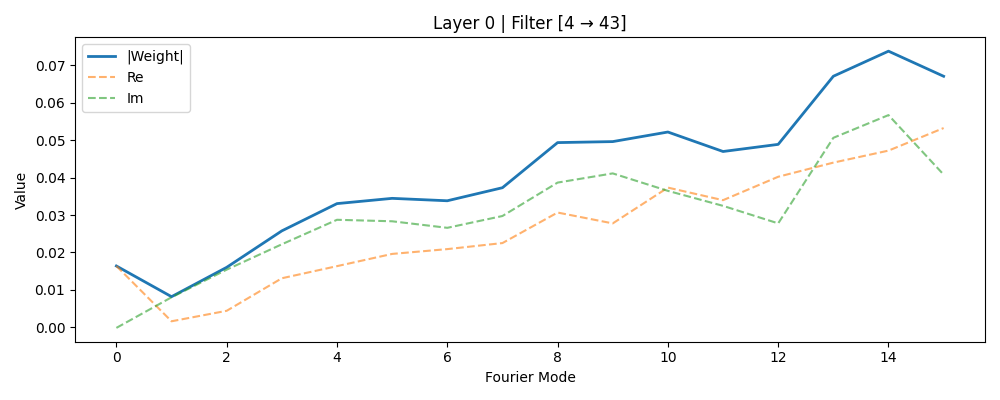 Layer 0 | Filter [4 → 43]
|Weight|
Re
Im
Value
0.07
0.06
0.05
0.04
0.03
0.02
0.01
0.00
0 2 4 6 8 10 12 14
Fourier Mode